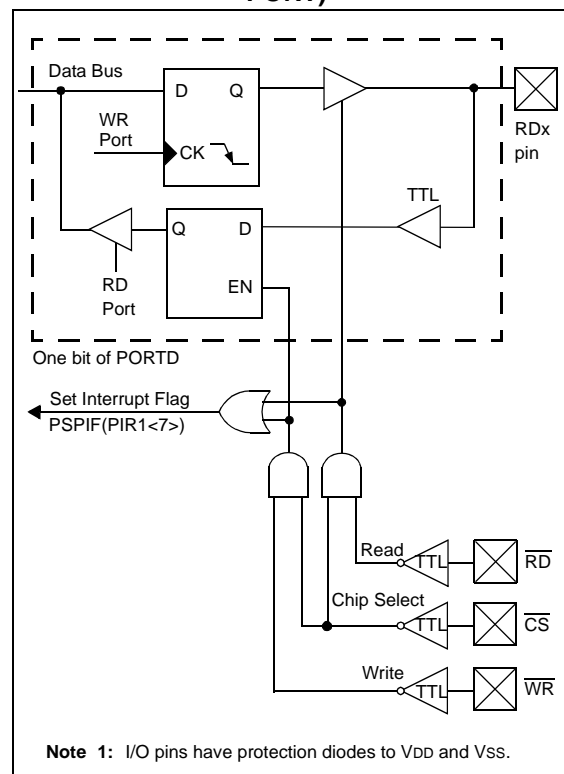 Data Bus
D Q
WR
Port
CK
RDx
pin
TTL
Q D
RD
Port
EN
One bit of PORTD
Set Interrupt Flag
PSPIF(PIR1<7>)
Read
TTL
RD
Chip Select
TTL
CS
Write
TTL
WR
Note 1: I/O pins have protection diodes to VDD and VSS.